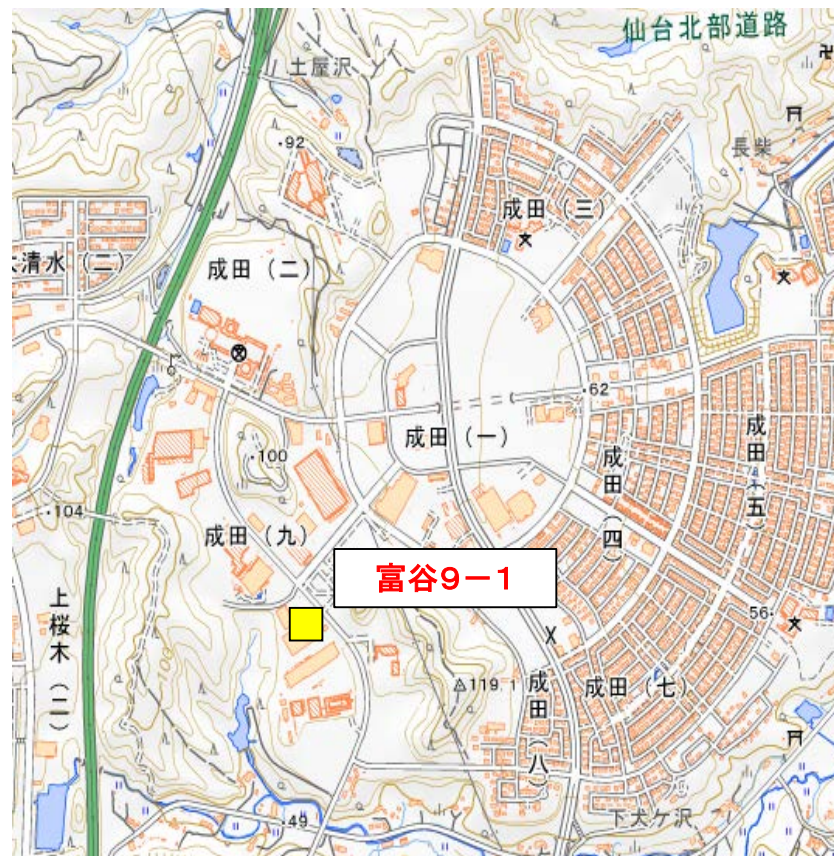 仙台北部道路
土屋沢
・92
長柴
成田(三)
清水(二)
成田(二)
・62
成田(一)
成田(五)
・100
成田(四)
・104
成田(九)
富谷9-1
上桜木(二)
56・
119.1
成田(八)
成田(七)
・49
下犬ケ沢